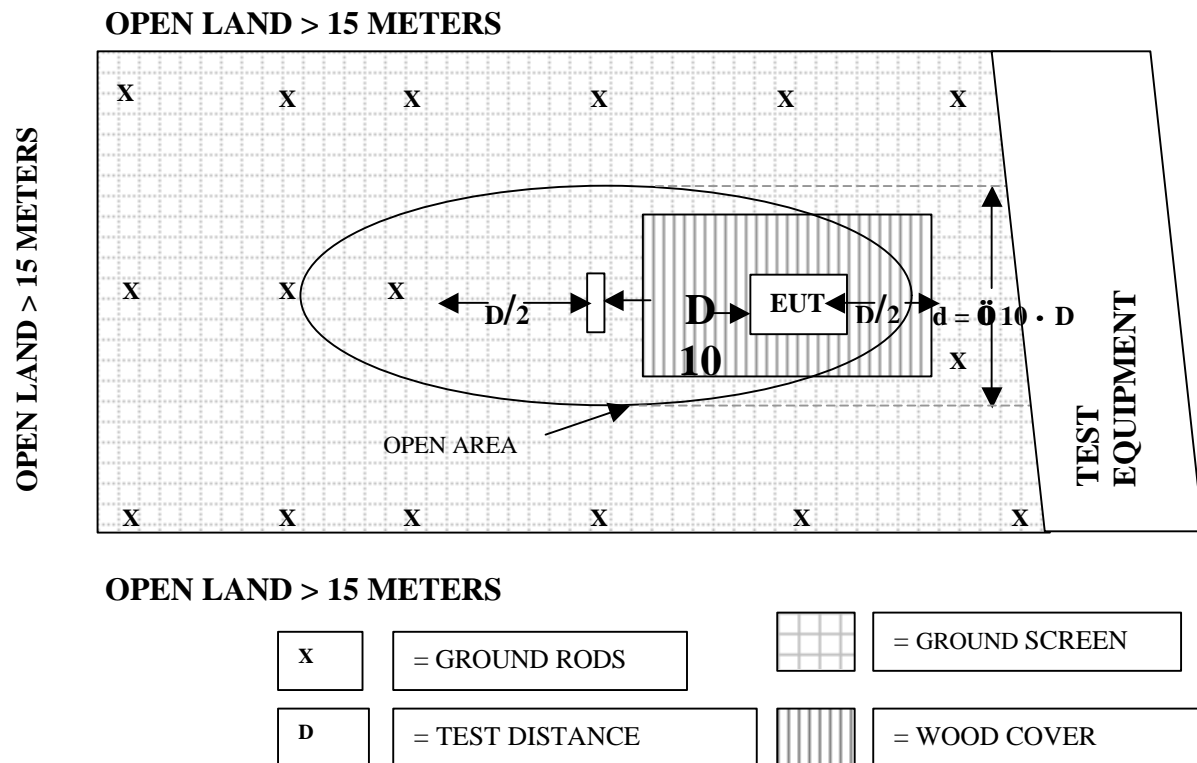 OPEN LAND > 15 METERS
OPEN LAND > 15 METERS
X X X X X X
X X X
D/2
D
10
EUT
D/2
d = Ö 10 · D
X
OPEN AREA
TEST
EQUIPMENT
X X X X X X
OPEN LAND > 15 METERS
X = GROUND RODS
= GROUND SCREEN
D = TEST DISTANCE
= WOOD COVER